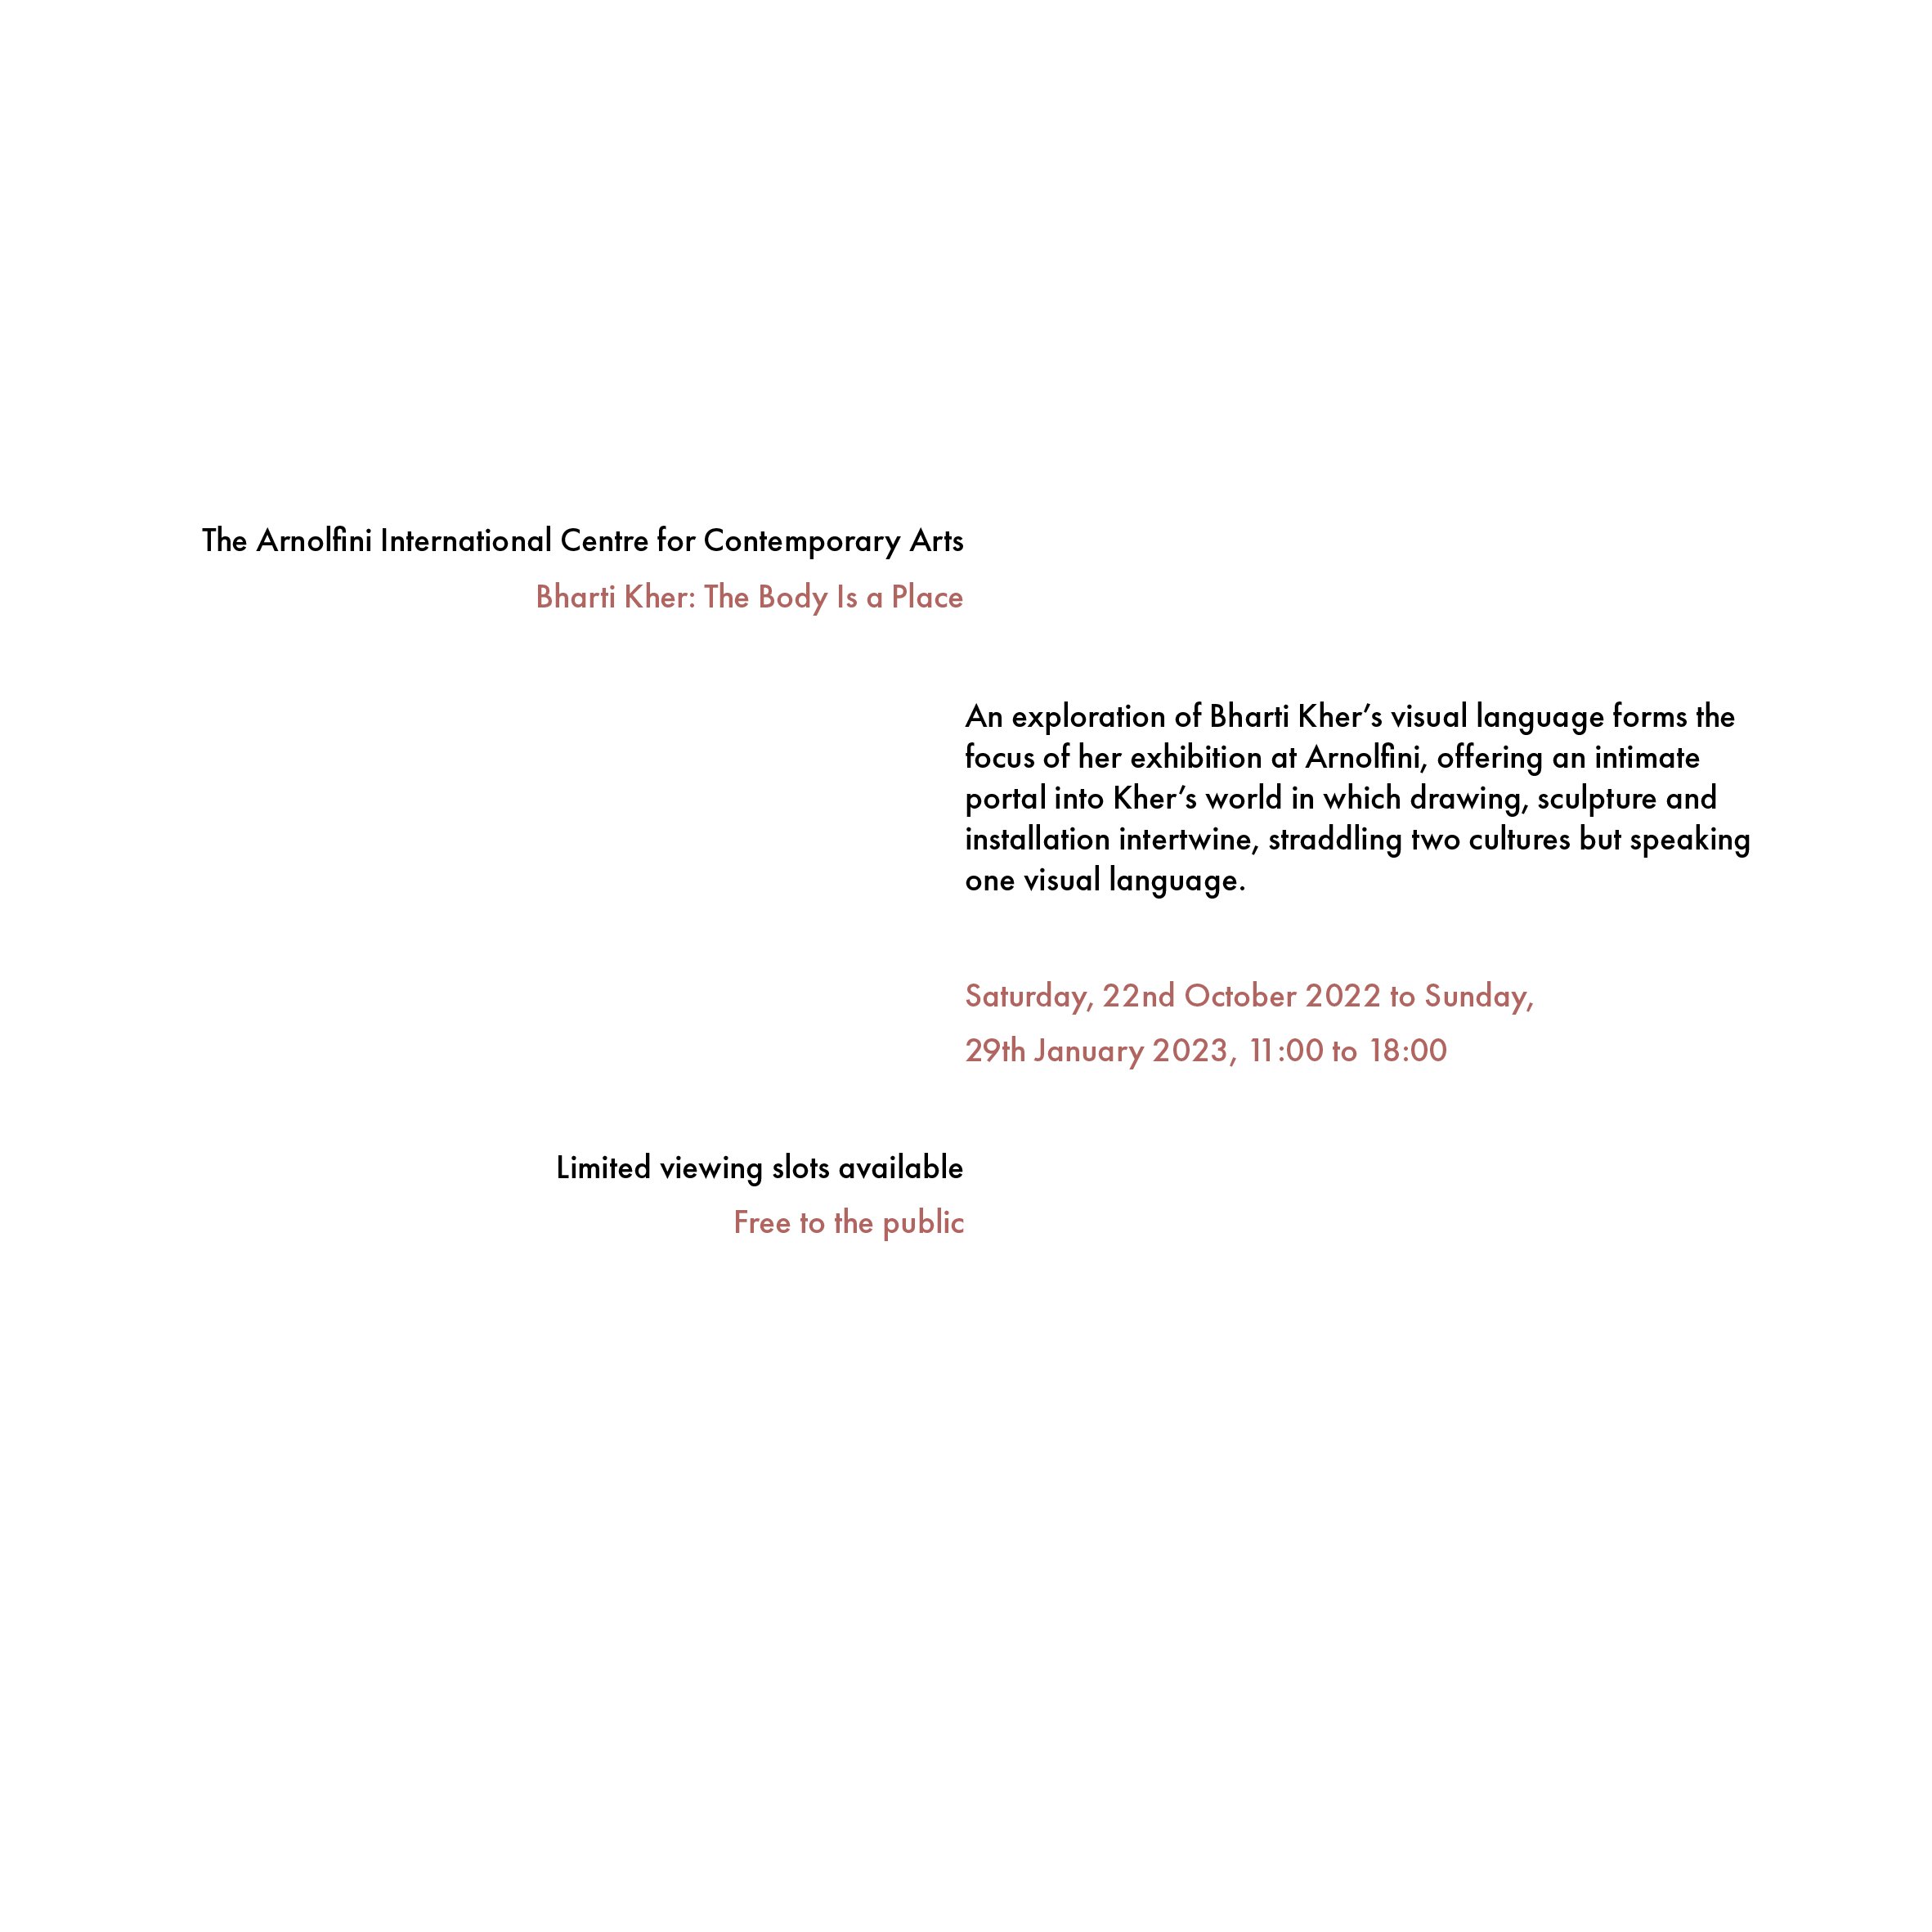 The Arnolfini International Centre for Contemporary Arts
Bharti Kher: The Body Is a Place
An exploration of Bharti Kher’s visual language forms the
focus of her exhibition at Arnolfini, offering an intimate
portal into Kher’s world in which drawing, sculpture and
installation intertwine, straddling two cultures but speaking
one visual language.
Saturday, 22nd October 2022 to Sunday,
29th January 2023, 11:00 to 18:00
Limited viewing slots available
Free to the public